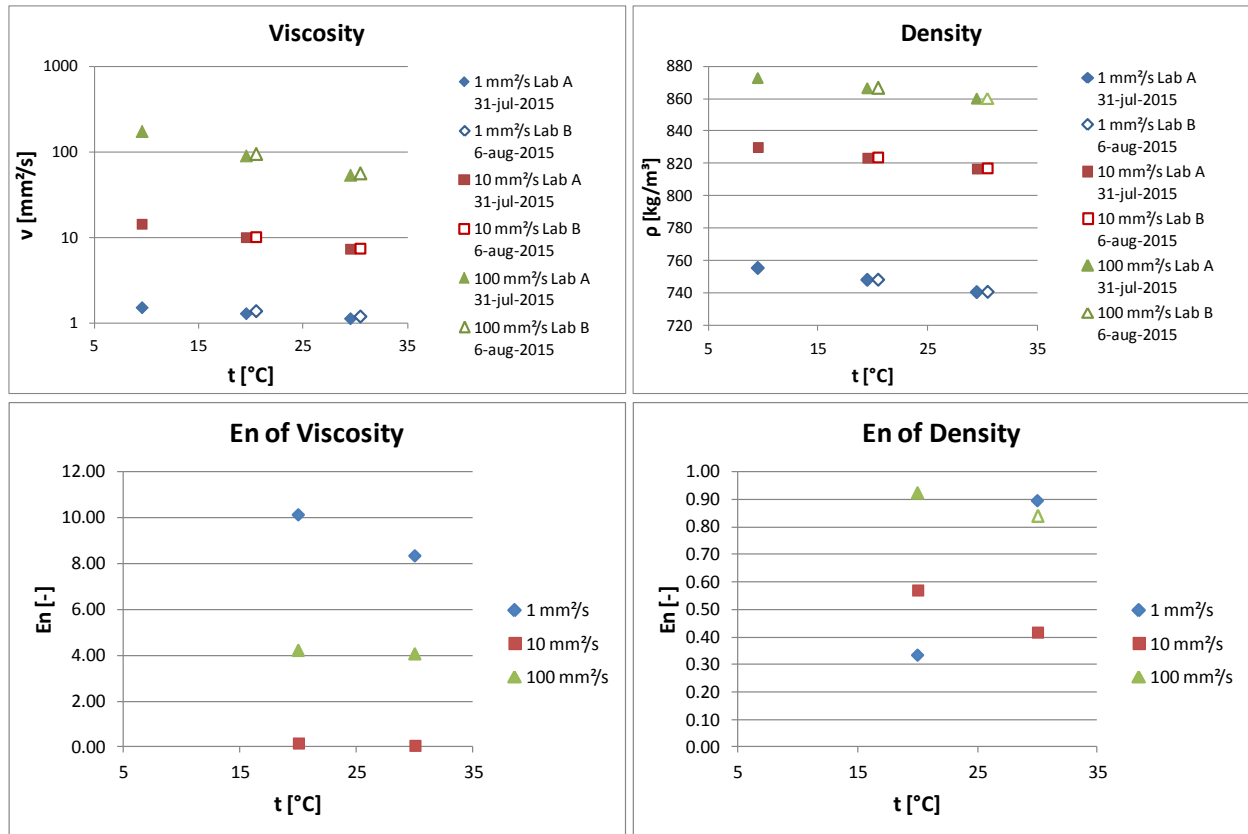 Viscosity
1000
100
10
1
5
15
25
35
ν [mm²/s]
t [°C]
1 mm²/s Lab A
31-jul-2015
1 mm²/s Lab B
6-aug-2015
10 mm²/s Lab A
31-jul-2015
10 mm²/s Lab B
6-aug-2015
100 mm²/s Lab A
31-jul-2015
100 mm²/s Lab B
6-aug-2015
Density
880
860
840
820
800
780
760
740
720
5
15
25
35
ρ [kg/m³]
t [°C]
1 mm²/s Lab A
31-jul-2015
1 mm²/s Lab B
6-aug-2015
10 mm²/s Lab A
31-jul-2015
10 mm²/s Lab B
6-aug-2015
100 mm²/s Lab A
31-jul-2015
100 mm²/s Lab B
6-aug-2015
En of Viscosity
12.00
10.00
8.00
6.00
4.00
2.00
0.00
5
15
25
35
En [-]
t [°C]
1 mm²/s
10 mm²/s
100 mm²/s
En of Density
1.00
0.90
0.80
0.70
0.60
0.50
0.40
0.30
0.20
0.10
0.00
5
15
25
35
En [-]
t [°C]
1 mm²/s
10 mm²/s
100 mm²/s